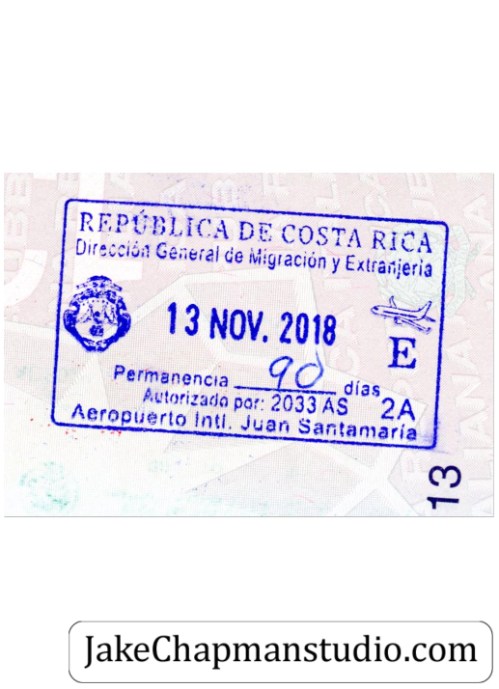 REPÚBLICA DE COSTA RICA
Dirección General de Migración y Extranjería
13 NOV. 2018
E
Permanencia 90 días
Autorizado por: 2033 AS 2A
Aeropuerto Intl. Juan Santamaría
13
JakeChapmanstudio.com